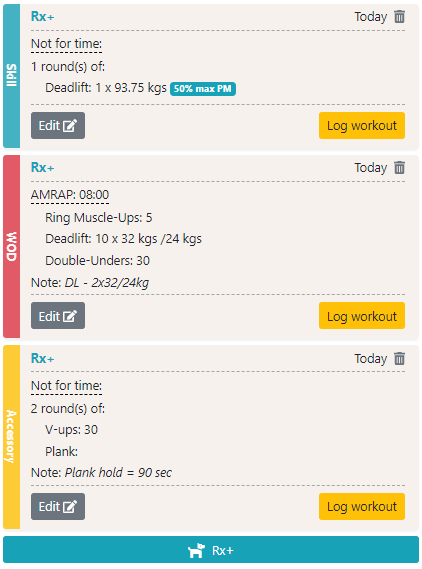 Skill
Rx+ Today
Not for time:
1 round(s) of:
Deadlift: 1 x 93.75 kgs 50% max PM
Edit Log workout
WOD
Rx+ Today
AMRAP: 08:00
Ring Muscle-Ups: 5
Deadlift: 10 x 32 kgs /24 kgs
Double-Unders: 30
Note: DL - 2x32/24kg
Edit Log workout
Accessory
Rx+ Today
Not for time:
2 round(s) of:
V-ups: 30
Plank:
Note: Plank hold = 90 sec
Edit Log workout
Rx+